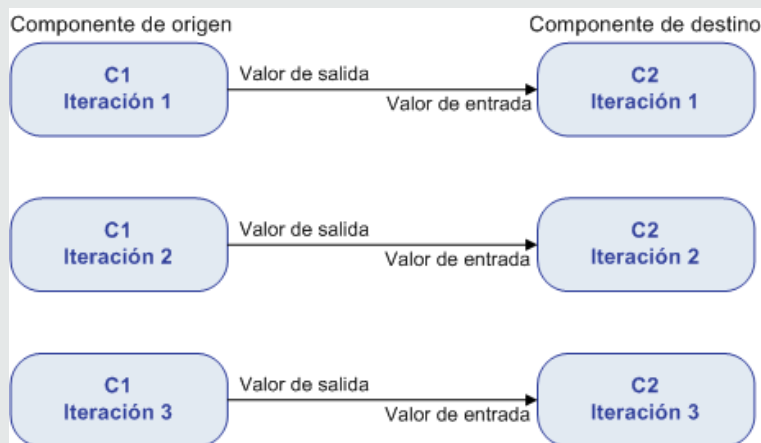 Componente de origen
Componente de destino
C1
Iteración 1
Valor de salida
Valor de entrada
C2
Iteración 1
C1
Iteración 2
Valor de salida
Valor de entrada
C2
Iteración 2
C1
Iteración 3
Valor de salida
Valor de entrada
C2
Iteración 3